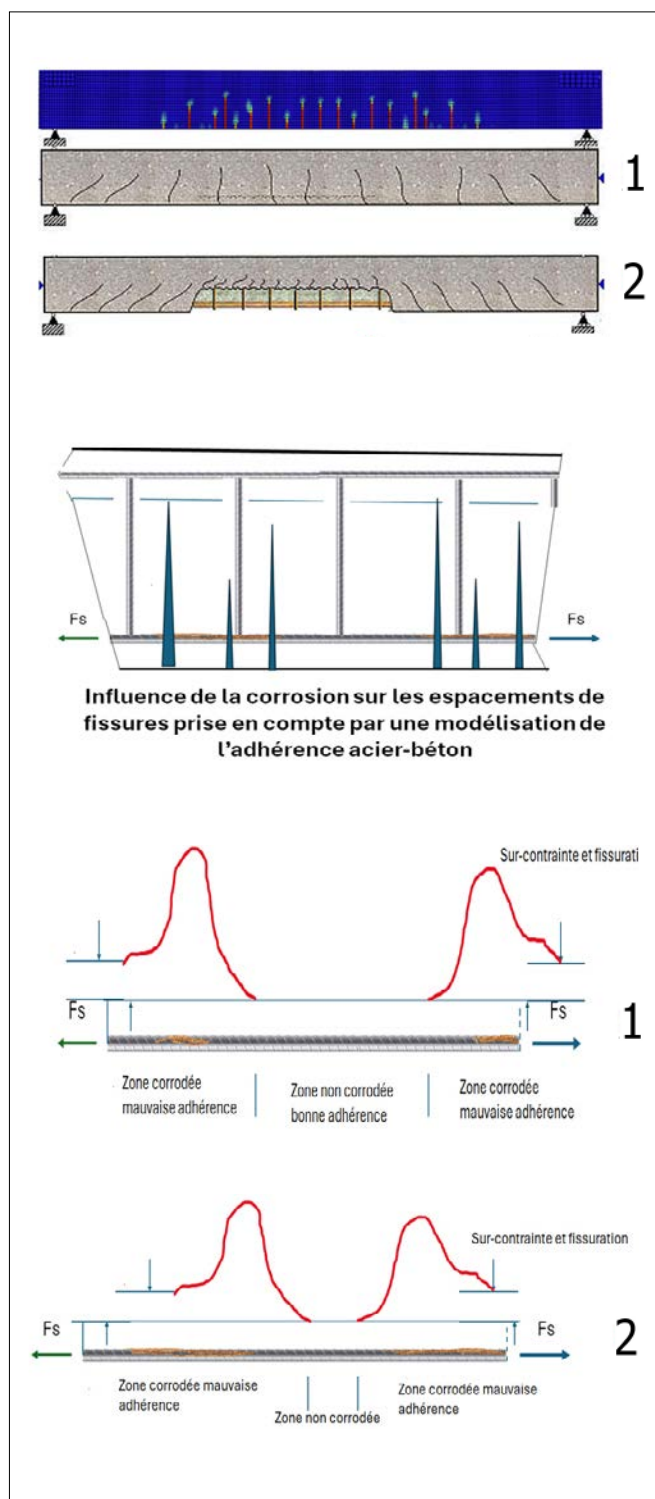 1
2
Fs
Fs
Influence de la corrosion sur les espacements de
fissures prise en compte par une modélisation de
l'adhérence acier-béton
Sur-contrainte et fissurati
Fs
Fs
1
Zone corrodée
mauvaise adhérence
Zone non corrodée
bonne adhérence
Zone corrodée
mauvaise adhérence
Sur-contrainte et fissuration
Fs
Fs
2
Zone corrodée mauvaise
adhérence
Zone non corrodée
Zone corrodée mauvaise
adhérence